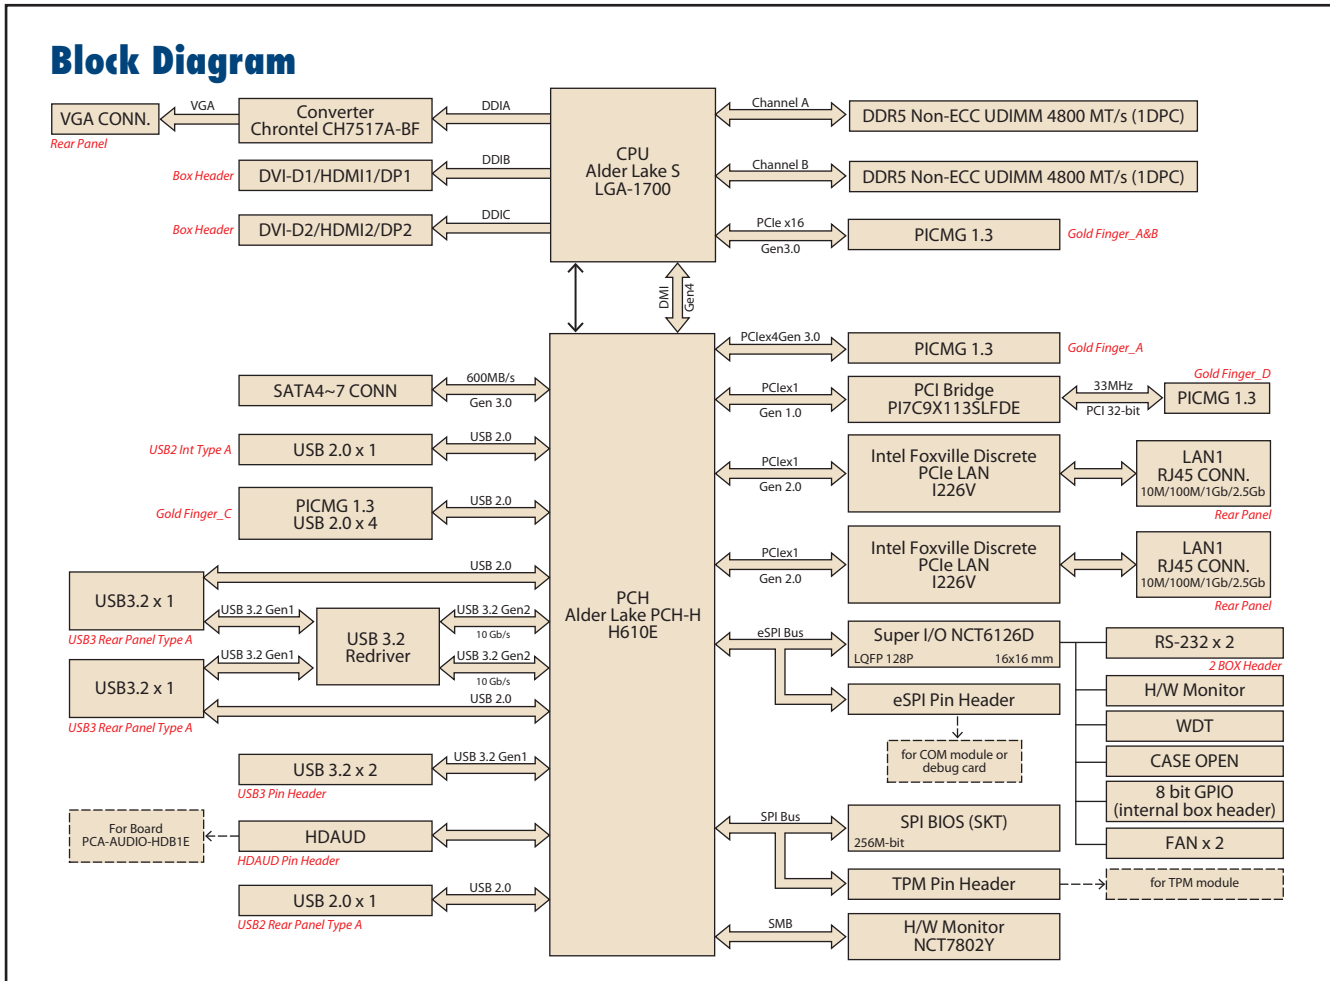 Block Diagram
VGA CONN.
Rear Panel
VGA
Converter
Chrontel CH7517A-BF
DDIA
Box Header
DVI-D1/HDMI1/DP1
DDIB
Box Header
DVI-D2/HDMI2/DP2
DDIC
CPU
Alder Lake S
LGA-1700
Channel A
DDR5 Non-ECC UDIMM 4800 MT/s (1DPC)
Channel B
DDR5 Non-ECC UDIMM 4800 MT/s (1DPC)
PCIe x16
Gen3.0
PICMG 1.3
Gold Finger_A&B
DMI
Gen4
SATA4~7 CONN
600MB/s
Gen 3.0
USB2 Int Type A
USB 2.0 x 1
USB 2.0
Gold Finger_C
PICMG 1.3
USB 2.0 x 4
USB 2.0
USB3.2 x 1
USB3 Rear Panel Type A
USB 2.0
USB 3.2 Gen1
USB 3.2
Redriver
USB 3.2 Gen2
10 Gb/s
USB3.2 x 1
USB3 Rear Panel Type A
USB 3.2 Gen1
USB 3.2 Gen2
10 Gb/s
USB 2.0
USB 3.2 x 2
USB3 Pin Header
USB 3.2 Gen1
For Board
PCA-AUDIO-HDB1E
HDAUD
HDAUD Pin Header
USB 2.0 x 1
USB2 Rear Panel Type A
USB 2.0
PCH
Alder Lake PCH-H
H610E
PCIex4Gen 3.0
PICMG 1.3
Gold Finger_A
PCIex1
Gen 1.0
PCI Bridge
PI7C9X113SLFDE
33MHz
PCI 32-bit
Gold Finger_D
PICMG 1.3
PCIex1
Gen 2.0
Intel Foxville Discrete
PCIe LAN
I226V
LAN1
RJ45 CONN.
10M/100M/1Gb/2.5Gb
Rear Panel
PCIex1
Gen 2.0
Intel Foxville Discrete
PCIe LAN
I226V
LAN1
RJ45 CONN.
10M/100M/1Gb/2.5Gb
Rear Panel
eSPI Bus
Super I/O NCT6126D
LQFP 128P 16x16 mm
eSPI Pin Header
for COM module or
debug card
RS-232 x 2
2 BOX Header
H/W Monitor
WDT
CASE OPEN
8 bit GPIO
(internal box header)
FAN x 2
SPI Bus
SPI BIOS (SKT)
256M-bit
TPM Pin Header
for TPM module
SMB
H/W Monitor
NCT7802Y